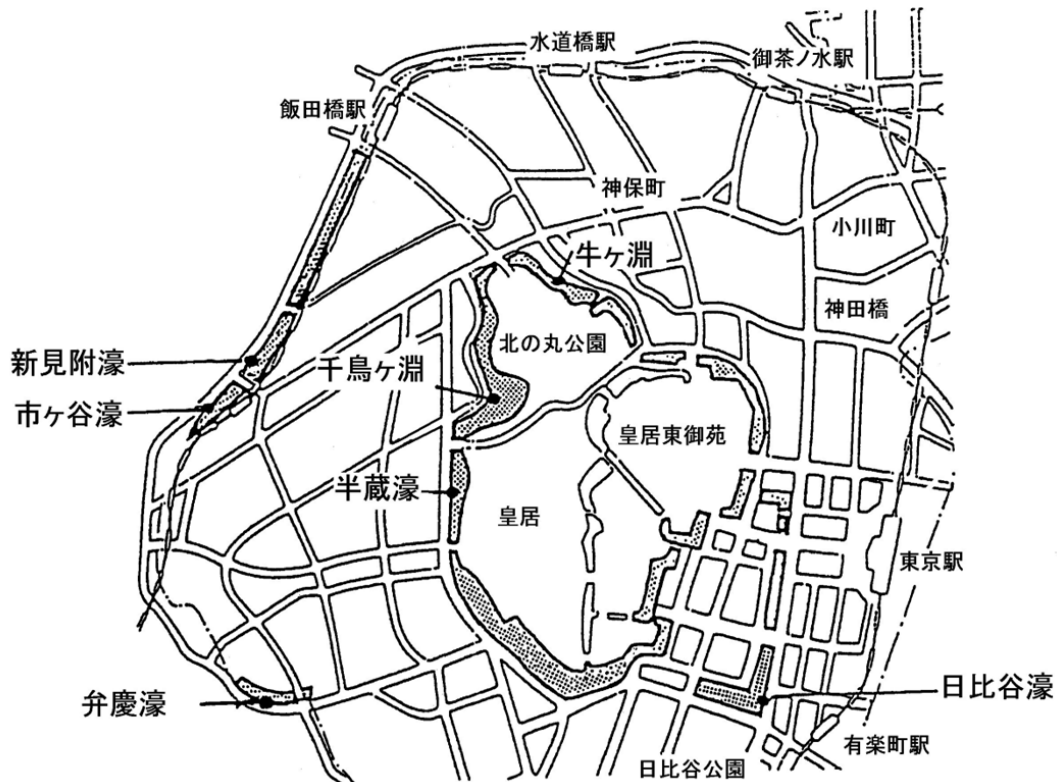 水道橋駅
御茶ノ水駅
飯田橋駅
神保町
小川町
牛ヶ淵
神田橋
北の丸公園
新見附濠
千鳥ヶ淵
市ヶ谷濠
皇居東御苑
半蔵濠
皇居
東京駅
弁慶濠
日比谷濠
有楽町駅
日比谷公園